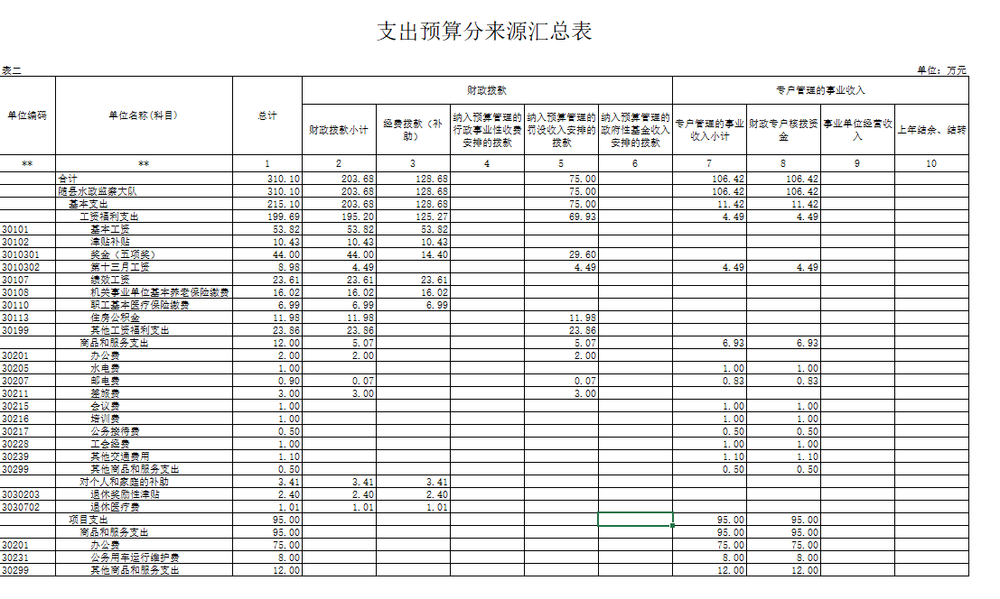 支出预算分来源汇总表
表二 单位：万元
单位编码 单位名称(科目) 总计 财政拨款 专户管理的事业收入
财政拨款小计 经费拨款（补助） 纳入预算管理的行政事业性收费安排的拨款 纳入预算管理的罚没收入安排的拨款 纳入预算管理的政府性基金收入安排的拨款 专户管理的事业收入小计 财政专户核拨资金 事业单位经营收入 上年结余、结转
** ** 1 2 3 4 5 6 7 8 9 10
合计 310.10 203.68 128.68 75.00 106.42 106.42
随县水政监察大队 310.10 203.68 128.68 75.00 106.42 106.42
基本支出 215.10 203.68 128.68 75.00 11.42 11.42
工资福利支出 199.69 195.20 125.27 69.93 4.49 4.49
30101 基本工资 53.82 53.82 53.82
30102 津贴补贴 10.43 10.43 10.43
3010301 奖金（五项奖） 44.00 44.00 14.40 29.60
3010302 第十三月工资 8.98 4.49 4.49 4.49 4.49
30107 绩效工资 23.61 23.61 23.61
30108 机关事业单位基本养老保险缴费 16.02 16.02 16.02
30110 职工基本医疗保险缴费 6.99 6.99 6.99
30113 住房公积金 11.98 11.98 11.98
30199 其他工资福利支出 23.86 23.86 23.86
商品和服务支出 12.00 5.07 5.07 6.93 6.93
30201 办公费 2.00 2.00 2.00
30205 水电费 1.00 1.00 1.00
30207 邮电费 0.90 0.07 0.07 0.83 0.83
30211 差旅费 3.00 3.00 3.00
30215 会议费 1.00 1.00 1.00
30216 培训费 1.00 1.00 1.00
30217 公务接待费 0.50 0.50 0.50
30228 工会经费 1.00 1.00 1.00
30239 其他交通费用 1.10 1.10 1.10
30299 其他商品和服务支出 0.50 0.50 0.50
对个人和家庭的补助 3.41 3.41 3.41
3030203 退休奖励性津贴 2.40 2.40 2.40
3030702 退休医疗费 1.01 1.01 1.01
项目支出 95.00 95.00 95.00
商品和服务支出 95.00 95.00 95.00
30201 办公费 75.00 75.00 75.00
30231 公务用车运行维护费 8.00 8.00 8.00
30299 其他商品和服务支出 12.00 12.00 12.00